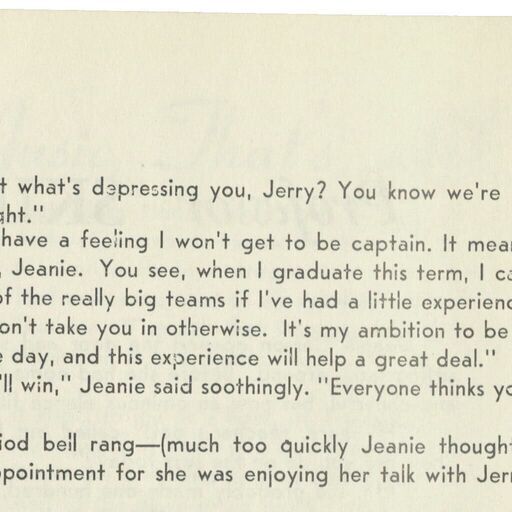 t what's depressing you, Jerry? You know we're
ght."
have a feeling I won't get to be captain. It mear
, Jeanie. You see, when I graduate this term, I ca
of the really big teams if I've had a little experienc
on't take you in otherwise. It's my ambition to be
e day, and this experience will help a great deal."
'll win," Jeanie said soothingly. "Everyone thinks yo
iod bell rang—(much too quickly Jeanie thought
ppointment for she was enjoying her talk with Jerr